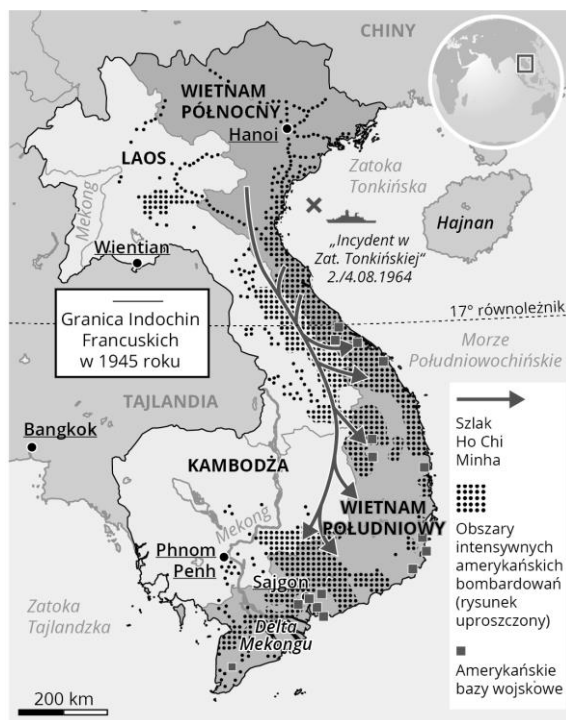 CHINY
WIETNAM
PÓŁNOCNY
Hanoi
LAOS
Mekong
Zatoka
Tonkińska
Hajnan
„Incydent w
Zat. Tonkińskiej”
2./4.08.1964
Wientian
Granica Indochin
Francuskich
w 1945 roku
17° równoleżnik
Morze
Południowochińskie
TAJLANDIA
Bangkok
KAMBODŻA
Mekong
WIETNAM
POŁUDNIOWY
Phnom
Penh
Sajgon
Delta
Mekongu
Zatoka
Tajlandzka
200 km
Szlak
Ho Chi
Minha
Obszary
intensywnych
amerykańskich
bombardowań
(rysunek
uproszczony)
Amerykańskie
bazy wojskowe